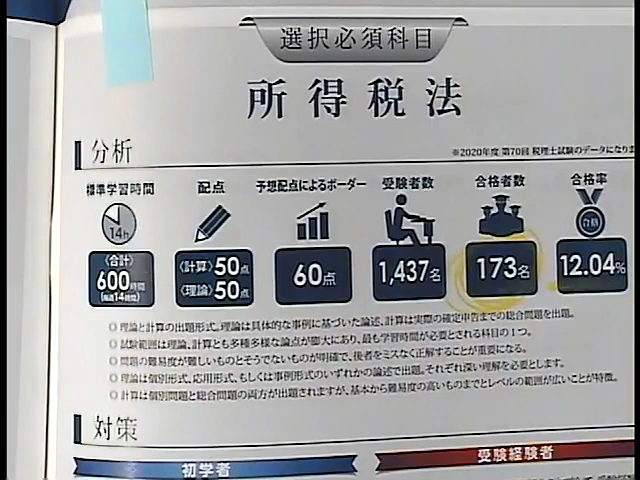 選択必須科目
所得税法
分析
※2020年度 第70回 税理士試験のデータになりま
標準学習時間
14h
〈合計〉
600時間
(毎週14時間)
配点
〈計算〉50点
〈理論〉50点
予想配点によるボーダー
60点
受験者数
1,437名
合格者数
173名
合格率
合格
12.04%
◎ 理論と計算の出題形式。理論は具体的な事例に基づいた論述、計算は実際の確定申告までの総合問題を出題。
◎ 試験範囲は理論、計算とも多種多様な論点が膨大にあり、最も学習時間が必要とされる科目の1つ。
◎ 問題の難易度が難しいものとそうでないものが明確で、後者をミスなく正解することが重要になる。
◎ 理論は個別形式、応用形式、もしくは事例形式のいずれかの論点で出題。それぞれ深い理解を必要とします。
◎ 計算は個別問題と総合問題の両方が出題されますが、基本から難易度の高いものまでとレベルの範囲が広いことが特徴。
対策
初学者
受験経験者